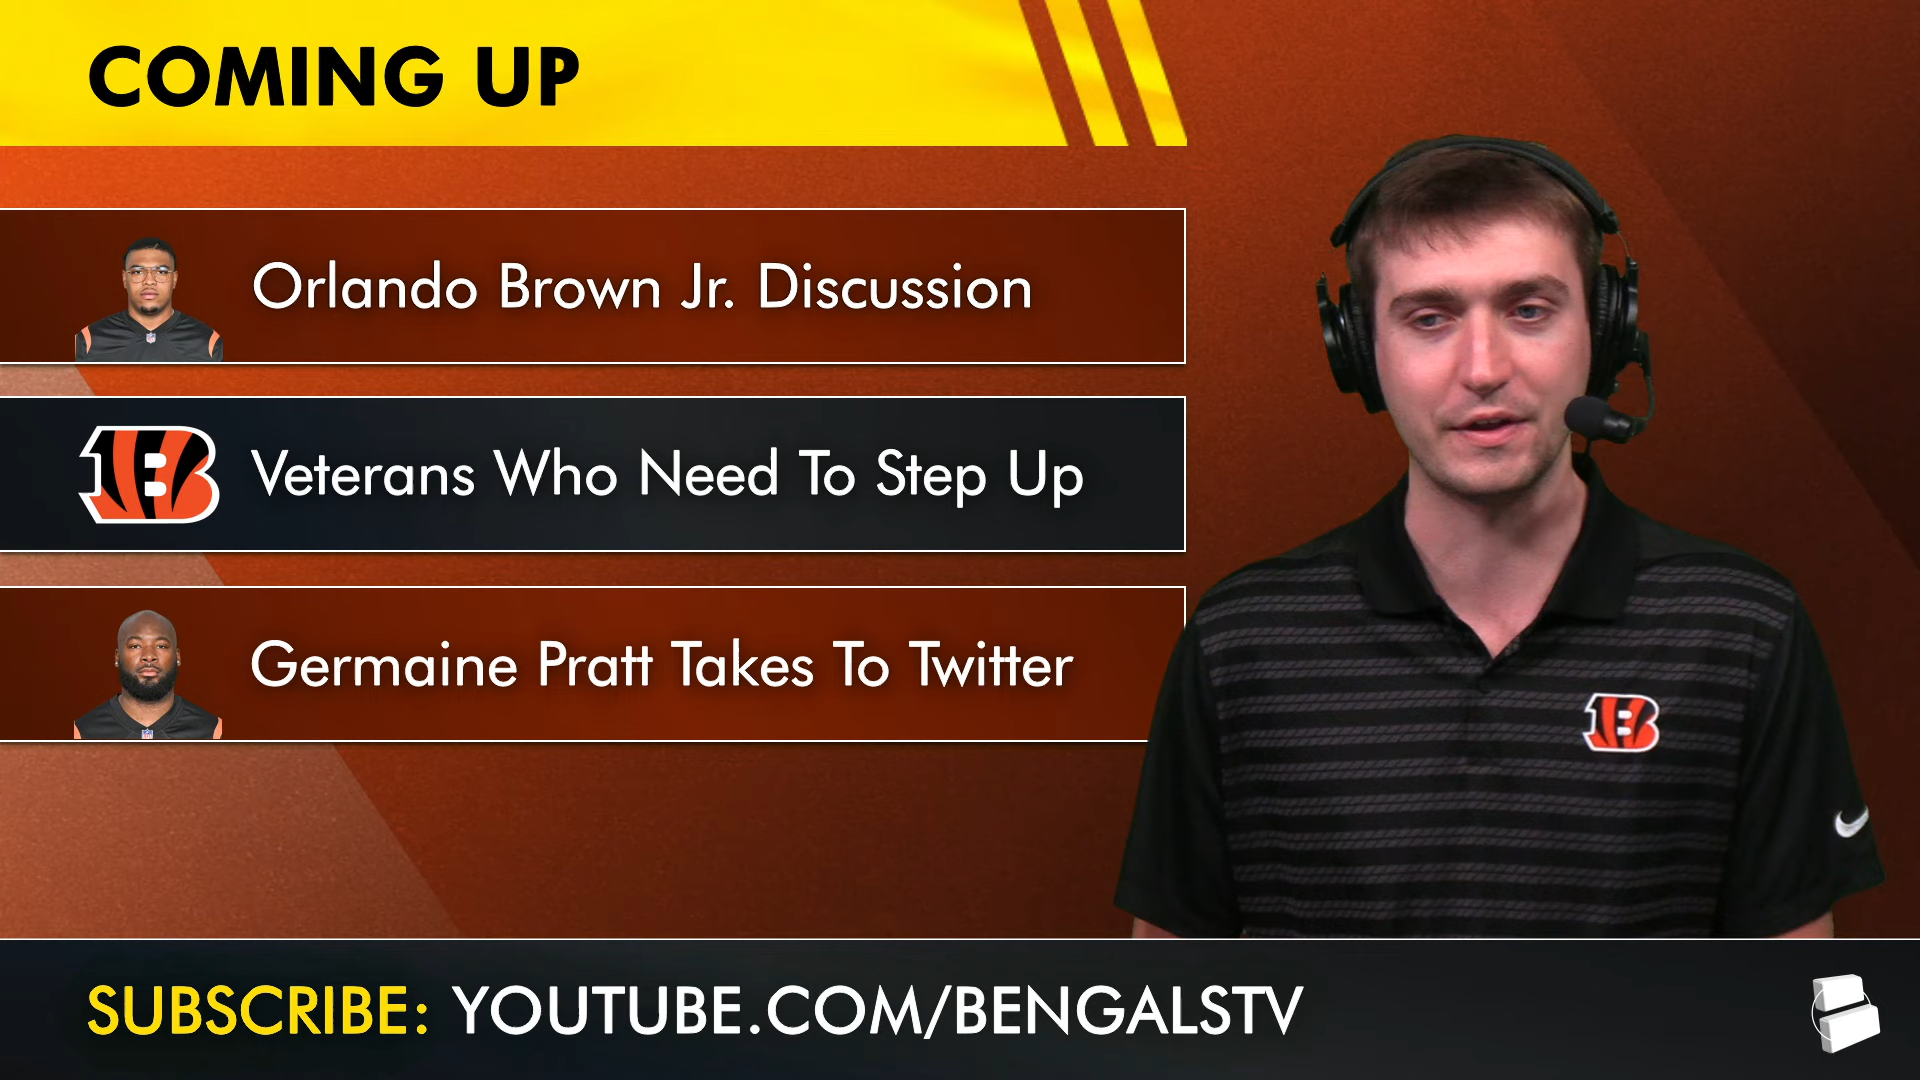 COMING UP
Orlando Brown Jr. Discussion
Veterans Who Need To Step Up
Germaine Pratt Takes To Twitter
SUBSCRIBE: YOUTUBE.COM/BENGALSTV